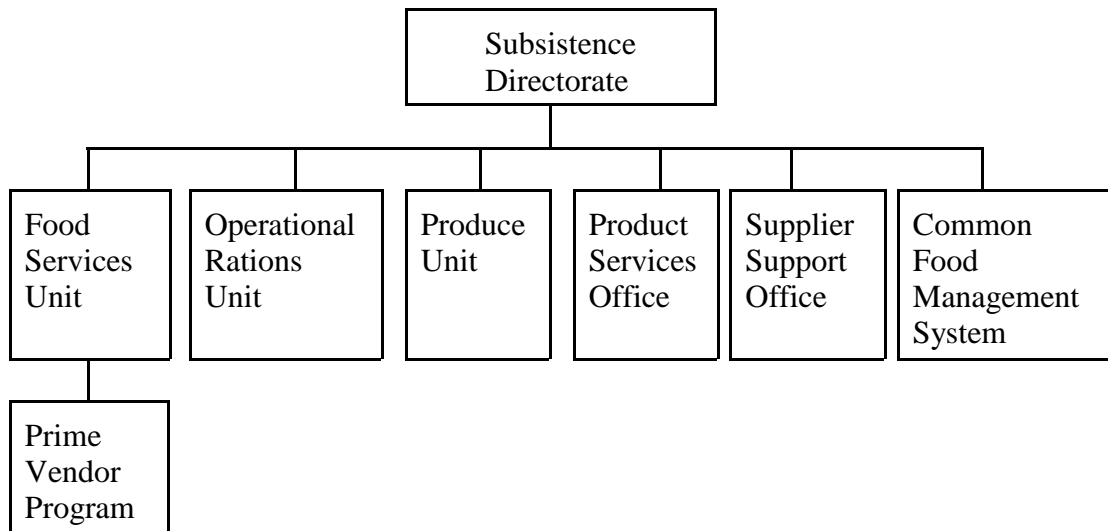 Subsistence
Directorate
Food
Services
Unit
Operational
Rations
Unit
Produce
Unit
Product
Services
Office
Supplier
Support
Office
Common
Food
Management
System
Prime
Vendor
Program